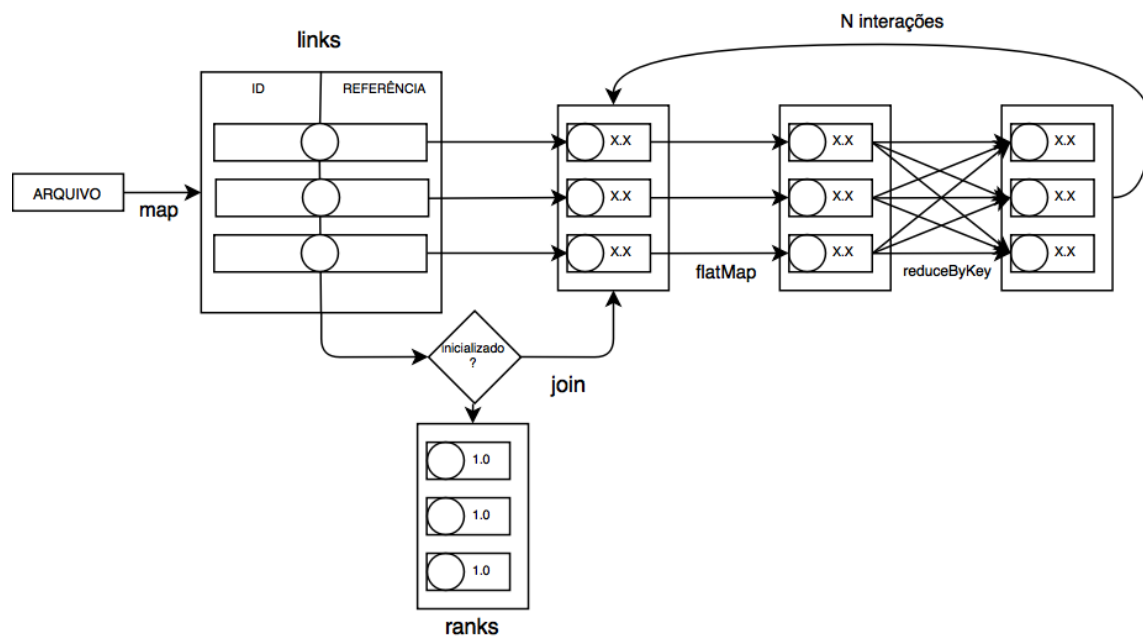 N interações
links
ID
REFERÊNCIA
ARQUIVO
map
X.X
X.X
X.X
X.X
X.X
X.X
X.X
X.X
X.X
flatMap
reduceByKey
inicializado
?
join
1.0
1.0
1.0
ranks